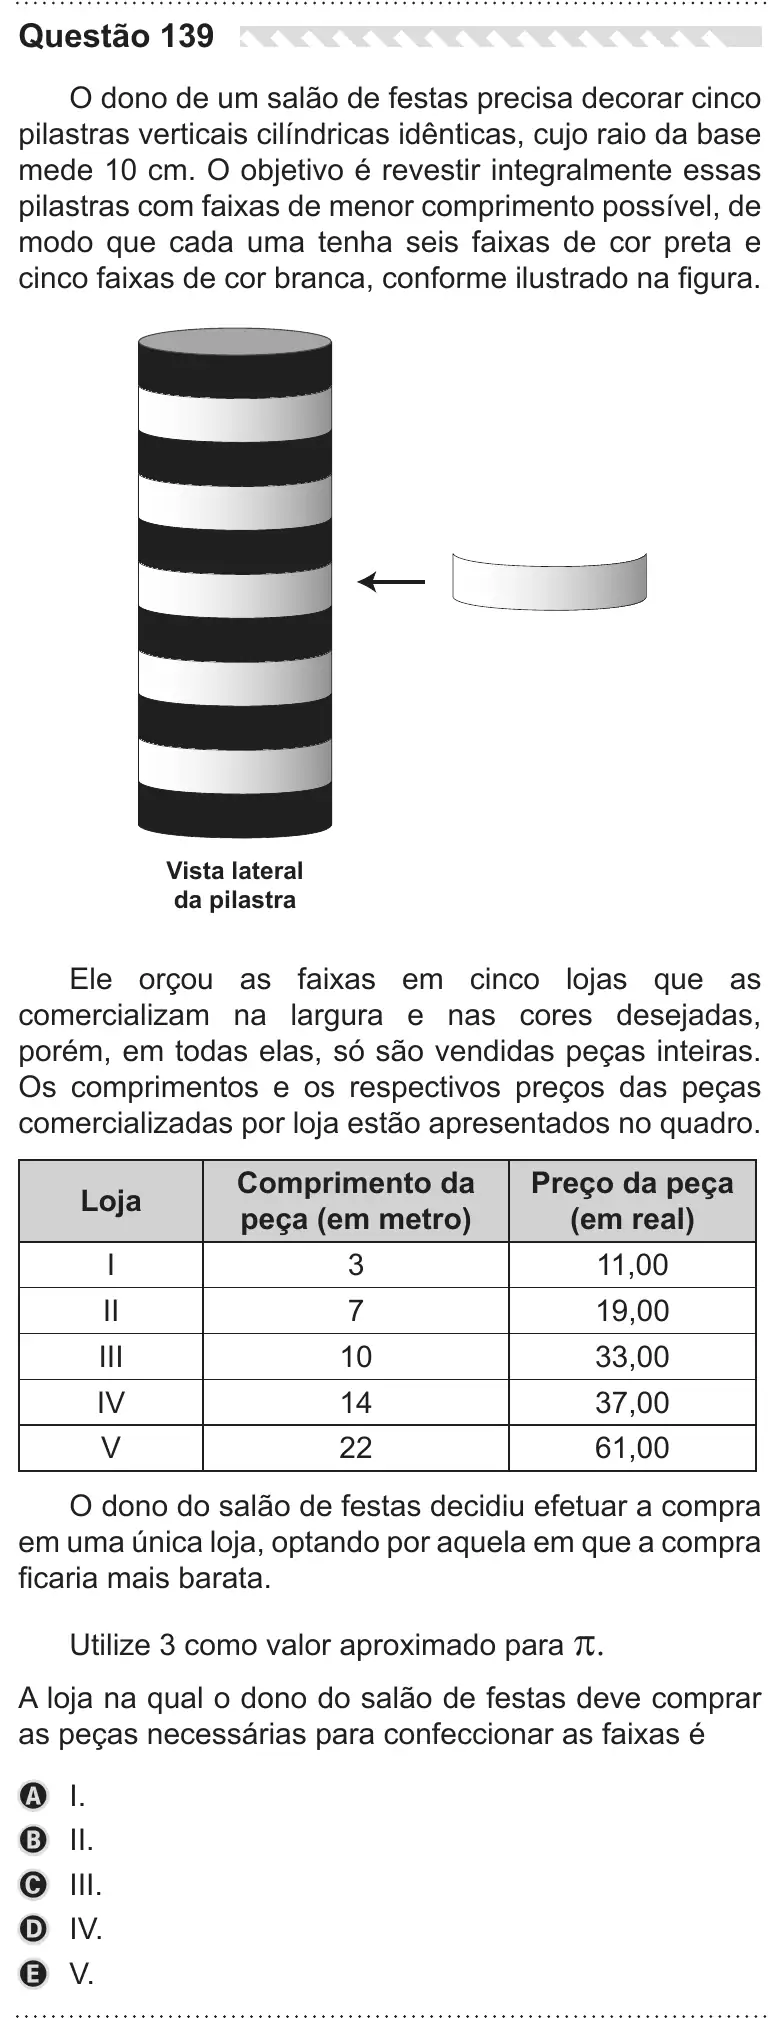 Questão 139
O dono de um salão de festas precisa decorar cinco
pilastras verticais cilíndricas idênticas, cujo raio da base
mede 10 cm. O objetivo é revestir integralmente essas
pilastras com faixas de menor comprimento possível, de
modo que cada uma tenha seis faixas de cor preta e
cinco faixas de cor branca, conforme ilustrado na figura.
Vista lateral
da pilastra
Ele orçou as faixas em cinco lojas que as
comercializam na largura e nas cores desejadas,
porém, em todas elas, só são vendidas peças inteiras.
Os comprimentos e os respectivos preços das peças
comercializadas por loja estão apresentados no quadro.
Loja Comprimento da peça (em metro) Preço da peça (em real)
I 3 11,00
II 7 19,00
III 10 33,00
IV 14 37,00
V 22 61,00
O dono do salão de festas decidiu efetuar a compra
em uma única loja, optando por aquela em que a compra
ficaria mais barata.
Utilize 3 como valor aproximado para π.
A loja na qual o dono do salão de festas deve comprar
as peças necessárias para confeccionar as faixas é
A I.
B II.
C III.
D IV.
E V.